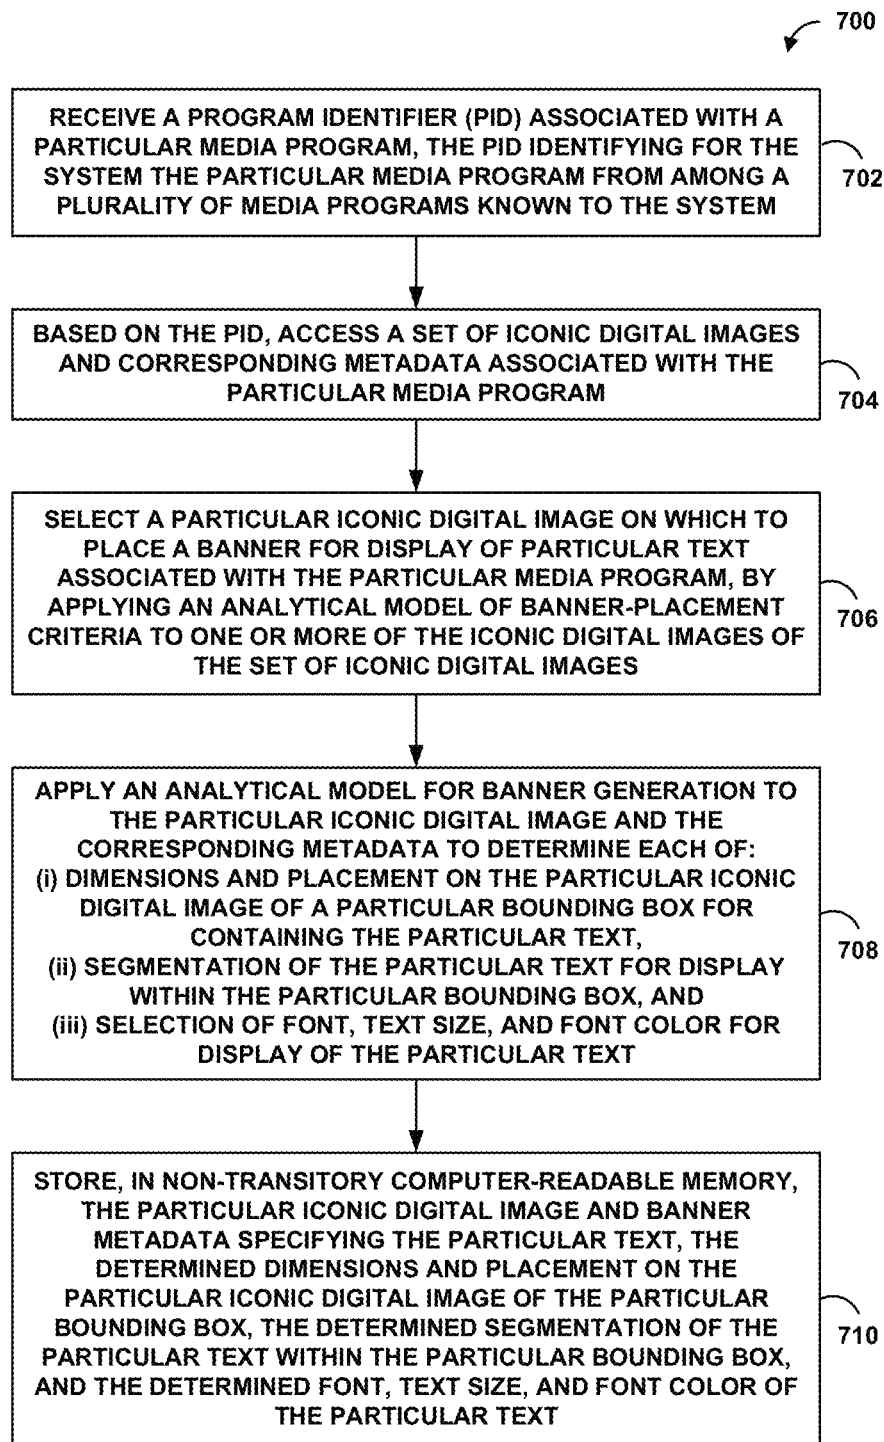 700
RECEIVE A PROGRAM IDENTIFIER (PID) ASSOCIATED WITH A
PARTICULAR MEDIA PROGRAM, THE PID IDENTIFYING FOR THE
SYSTEM THE PARTICULAR MEDIA PROGRAM FROM AMONG A
PLURALITY OF MEDIA PROGRAMS KNOWN TO THE SYSTEM
702
BASED ON THE PID, ACCESS A SET OF ICONIC DIGITAL IMAGES
AND CORRESPONDING METADATA ASSOCIATED WITH THE
PARTICULAR MEDIA PROGRAM
704
SELECT A PARTICULAR ICONIC DIGITAL IMAGE ON WHICH TO
PLACE A BANNER FOR DISPLAY OF PARTICULAR TEXT
ASSOCIATED WITH THE PARTICULAR MEDIA PROGRAM, BY
APPLYING AN ANALYTICAL MODEL OF BANNER-PLACEMENT
CRITERIA TO ONE OR MORE OF THE ICONIC DIGITAL IMAGES OF
THE SET OF ICONIC DIGITAL IMAGES
706
APPLY AN ANALYTICAL MODEL FOR BANNER GENERATION TO
THE PARTICULAR ICONIC DIGITAL IMAGE AND THE
CORRESPONDING METADATA TO DETERMINE EACH OF:
(i) DIMENSIONS AND PLACEMENT ON THE PARTICULAR ICONIC
DIGITAL IMAGE OF A PARTICULAR BOUNDING BOX FOR
CONTAINING THE PARTICULAR TEXT,
(ii) SEGMENTATION OF THE PARTICULAR TEXT FOR DISPLAY
WITHIN THE PARTICULAR BOUNDING BOX, AND
(iii) SELECTION OF FONT, TEXT SIZE, AND FONT COLOR FOR
DISPLAY OF THE PARTICULAR TEXT
708
STORE, IN NON-TRANSITORY COMPUTER-READABLE MEMORY,
THE PARTICULAR ICONIC DIGITAL IMAGE AND BANNER
METADATA SPECIFYING THE PARTICULAR TEXT, THE
DETERMINED DIMENSIONS AND PLACEMENT ON THE
PARTICULAR ICONIC DIGITAL IMAGE OF THE PARTICULAR
BOUNDING BOX, THE DETERMINED SEGMENTATION OF THE
PARTICULAR TEXT WITHIN THE PARTICULAR BOUNDING BOX,
AND THE DETERMINED FONT, TEXT SIZE, AND FONT COLOR OF
THE PARTICULAR TEXT
710